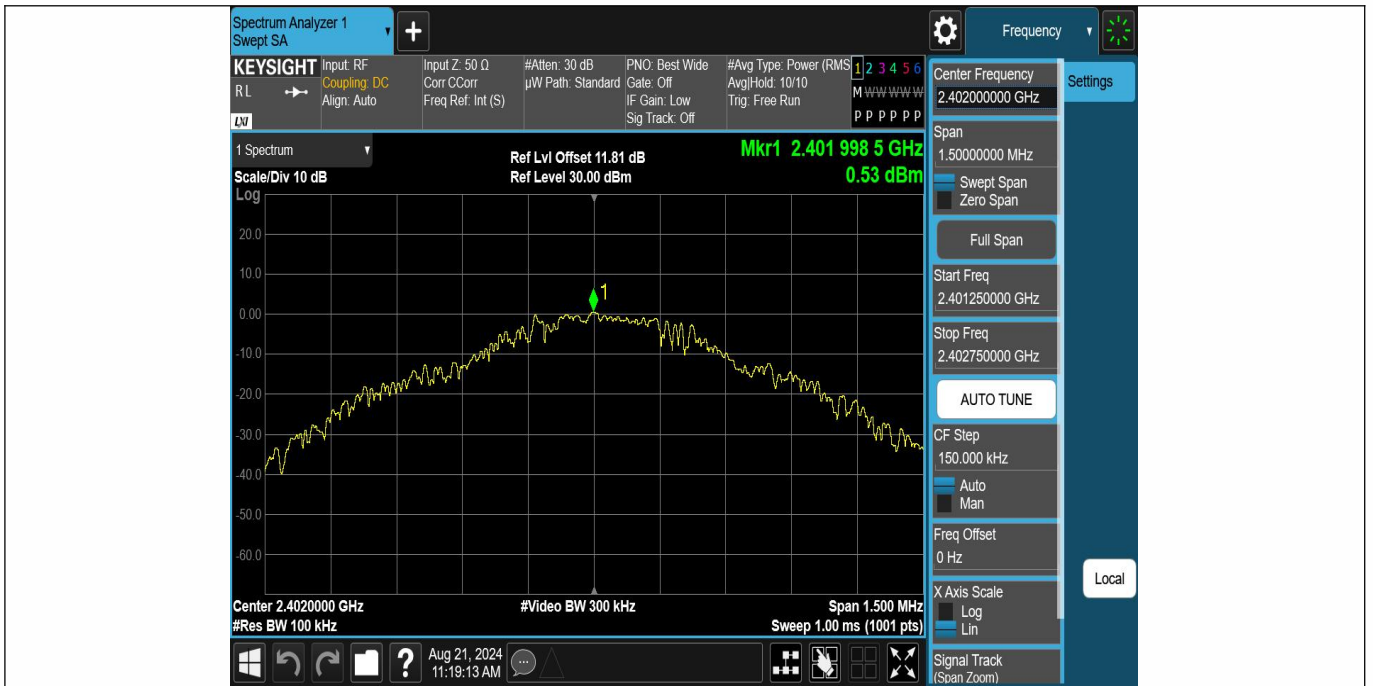 Spectrum Analyzer 1
Swept SA
Frequency
KEYSIGHT
RL
LXI
Input: RF
Coupling: DC
Align: Auto
Input Z: 50 Ω
Corr CCorr
Freq Ref: Int (S)
#Atten: 30 dB
µW Path: Standard
PNO: Best Wide
Gate: Off
IF Gain: Low
Sig Track: Off
#Avg Type: Power (RMS
Avg|Hold: 10/10
Trig: Free Run
1 2 3 4 5 6
M W W W W W
P P P P P P
1 Spectrum
Scale/Div 10 dB
Log
Ref Lvl Offset 11.81 dB
Ref Level 30.00 dBm
Mkr1 2.401 998 5 GHz
0.53 dBm
20.0
10.0
0.00
-10.0
-20.0
-30.0
-40.0
-50.0
-60.0
1
Center 2.4020000 GHz
#Res BW 100 kHz
#Video BW 300 kHz
Span 1.500 MHz
Sweep 1.00 ms (1001 pts)
Aug 21, 2024
11:19:13 AM
Center Frequency
2.402000000 GHz
Settings
Span
1.50000000 MHz
Swept Span
Zero Span
Full Span
Start Freq
2.401250000 GHz
Stop Freq
2.402750000 GHz
AUTO TUNE
CF Step
150.000 kHz
Auto
Man
Freq Offset
0 Hz
X Axis Scale
Log
Lin
Signal Track
(Span Zoom)
Local